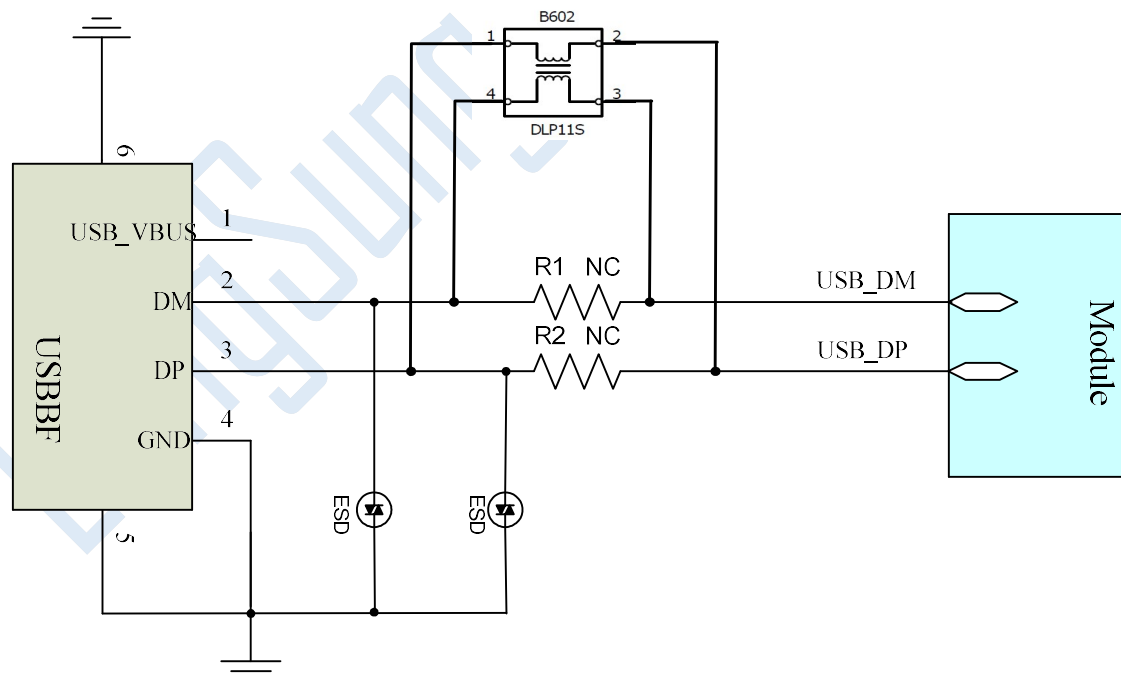 B602
1 2
4 3
DLP11S
6
USB_VBUS 1
DM 2
R1 NC
USB_DM
R2 NC
USB_DP
DP 3
GND 4
USBBF
Module
ESD
ESD
5